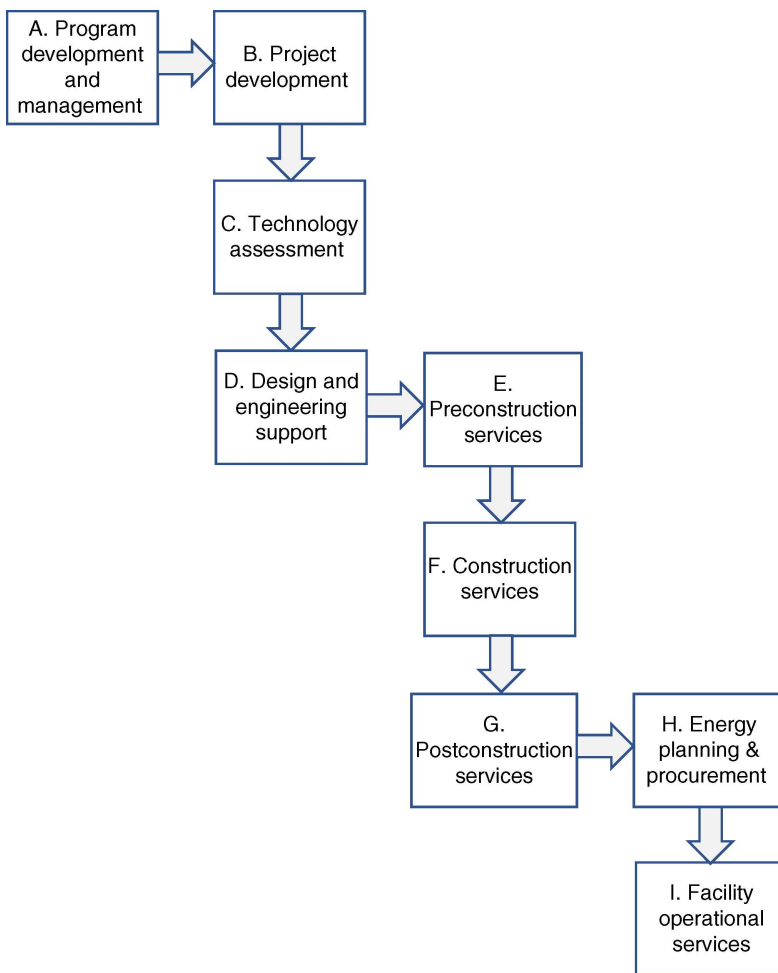 A. Program
development
and
management
B. Project
development
C. Technology
assessment
D. Design and
engineering
support
E.
Preconstruction
services
F. Construction
services
G.
Postconstruction
services
H. Energy
planning &
procurement
I. Facility
operational
services